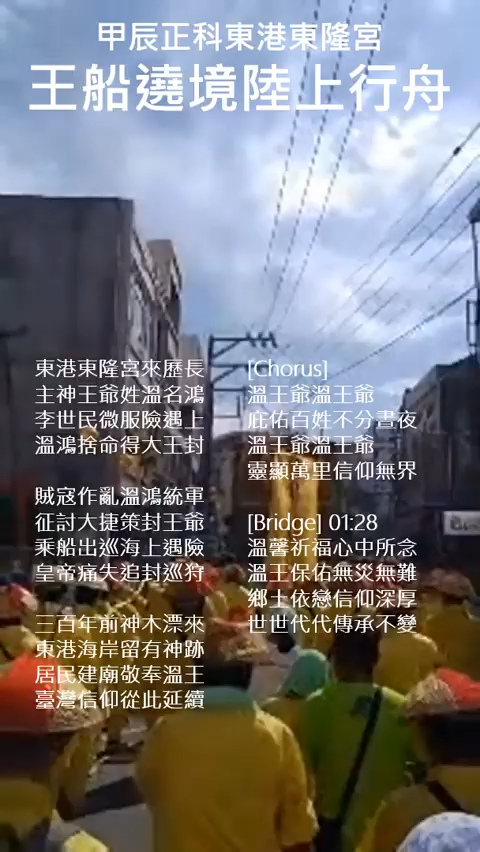 甲辰正科東港東隆宮
王船遶境陸上行舟
東港東隆宮來歷長
主神王爺姓溫名鴻
李世民微服險遇上
溫鴻捨命得大王封
賊寇作亂溫鴻統軍
征討大捷策封王爺
乘船出巡海上遇險
皇帝痛失追封巡狩
三百年前神木漂來
東港海岸留有神跡
居民建廟敬奉溫王
臺灣信仰從此延續
[Chorus]
溫王爺溫王爺
庇佑百姓不分晝夜
溫王爺溫王爺
靈顯萬里信仰無界
[Bridge] 01:28
溫馨祈福心中所念
溫王保佑無災無難
鄉土依戀信仰深厚
世世代代傳承不變